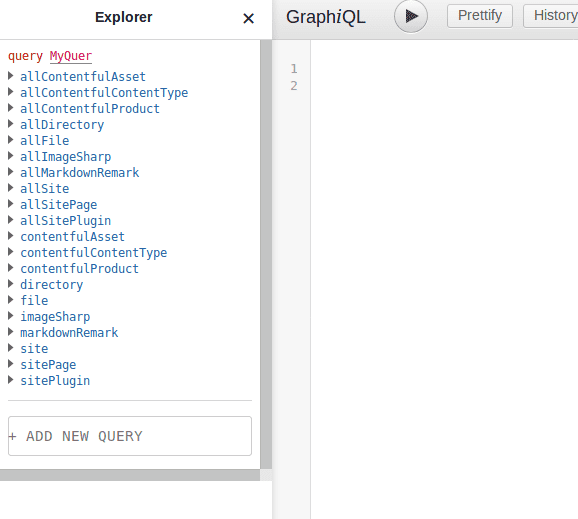 Explorer ×
GraphiQL Prettify History
query MyQuer
allContentfulAsset
allContentfulContentType
allContentfulProduct
allDirectory
allFile
allImageSharp
allMarkdownRemark
allSite
allSitePage
allSitePlugin
contentfulAsset
contentfulContentType
contentfulProduct
directory
file
imageSharp
markdownRemark
site
sitePage
sitePlugin
+ ADD NEW QUERY
1
2